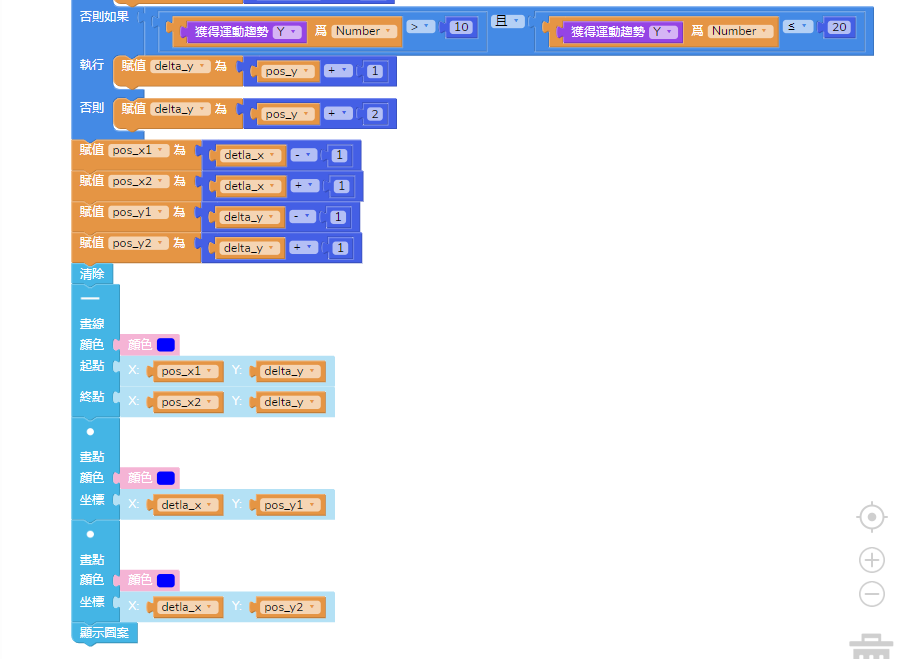 否則如果 獲得運動趨勢 Y 爲 Number > 10 且 獲得運動趨勢 Y 爲 Number ≤ 20
執行 賦值 delta_y 為 pos_y + 1
否則 賦值 delta_y 為 pos_y + 2
賦值 pos_x1 為 detla_x - 1
賦值 pos_x2 為 detla_x + 1
賦值 pos_y1 為 delta_y - 1
賦值 pos_y2 為 delta_y + 1
清除
畫線
顏色 顏色
起點 X: pos_x1 Y: delta_y
終點 X: pos_x2 Y: delta_y
畫點
顏色 顏色
坐標 X: detla_x Y: pos_y1
畫點
顏色 顏色
坐標 X: detla_x Y: pos_y2
顯示圖案